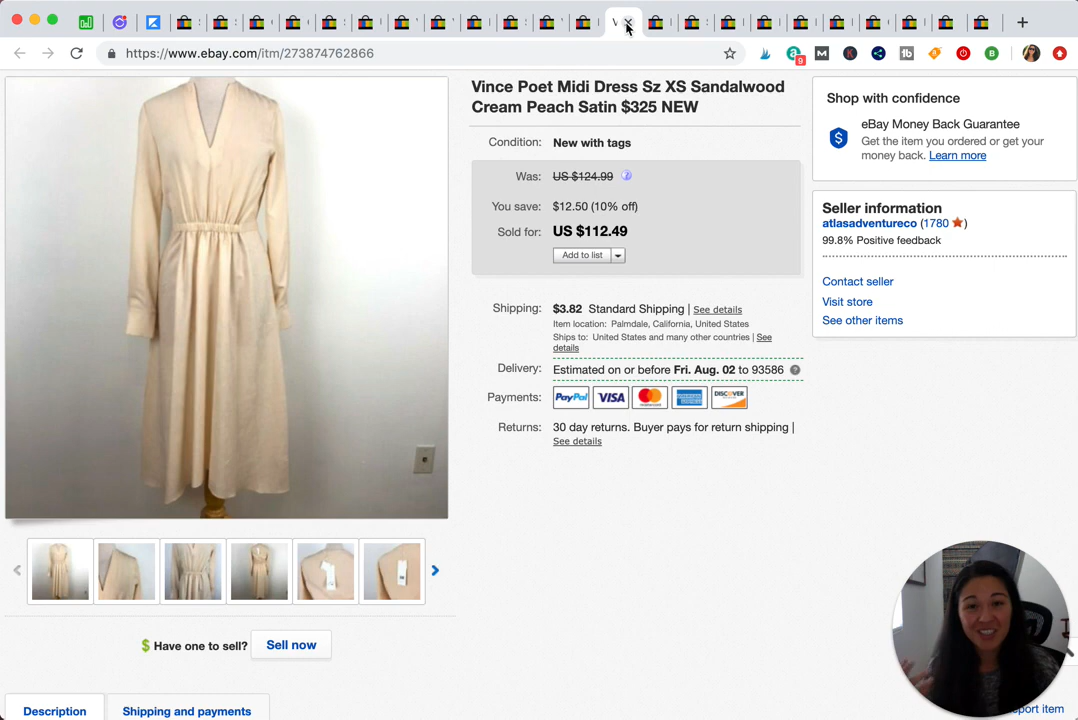 https://www.ebay.com/itm/273874762866
9
Vince Poet Midi Dress Sz XS Sandalwood
Cream Peach Satin $325 NEW
Condition: New with tags
Was: US $124.99
You save: $12.50 (10% off)
Sold for: US $112.49
Add to list
Shipping: $3.82 Standard Shipping | See details
Item location: Palmdale, California, United States
Ships to: United States and many other countries | See
details
Delivery: Estimated on or before Fri. Aug. 02 to 93586
Payments: PayPal VISA MasterCard AMERICAN EXPRESS DISCOVER
Returns: 30 day returns. Buyer pays for return shipping |
See details
Shop with confidence
eBay Money Back Guarantee
Get the item you ordered or get your
money back. Learn more
Seller information
atlasadventureco (1780)
99.8% Positive feedback
Contact seller
Visit store
See other items
Have one to sell? Sell now
Description
Shipping and payments
port item